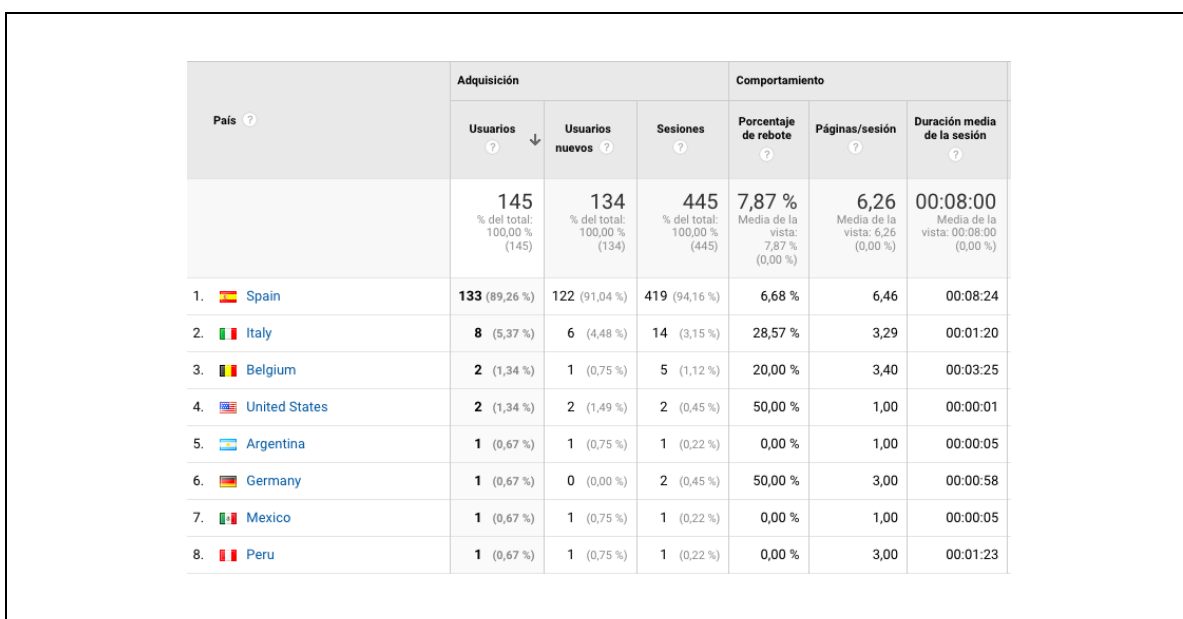 Adquisición Comportamiento
País ? Usuarios ? Usuarios nuevos ? Sesiones ? Porcentaje de rebote ? Páginas/sesión ? Duración media de la sesión ?
145 134 445 7,87 % 6,26 00:08:00
% del total: 100,00 % (145) % del total: 100,00 % (134) % del total: 100,00 % (445) Media de la vista: 7,87 % (0,00 %) Media de la vista: 6,26 (0,00 %) Media de la vista: 00:08:00 (0,00 %)
1. Spain 133 (89,26 %) 122 (91,04 %) 419 (94,16 %) 6,68 % 6,46 00:08:24
2. Italy 8 (5,37 %) 6 (4,48 %) 14 (3,15 %) 28,57 % 3,29 00:01:20
3. Belgium 2 (1,34 %) 1 (0,75 %) 5 (1,12 %) 20,00 % 3,40 00:03:25
4. United States 2 (1,34 %) 2 (1,49 %) 2 (0,45 %) 50,00 % 1,00 00:00:01
5. Argentina 1 (0,67 %) 1 (0,75 %) 1 (0,22 %) 0,00 % 1,00 00:00:05
6. Germany 1 (0,67 %) 0 (0,00 %) 2 (0,45 %) 50,00 % 3,00 00:00:58
7. Mexico 1 (0,67 %) 1 (0,75 %) 1 (0,22 %) 0,00 % 1,00 00:00:05
8. Peru 1 (0,67 %) 1 (0,75 %) 1 (0,22 %) 0,00 % 3,00 00:01:23